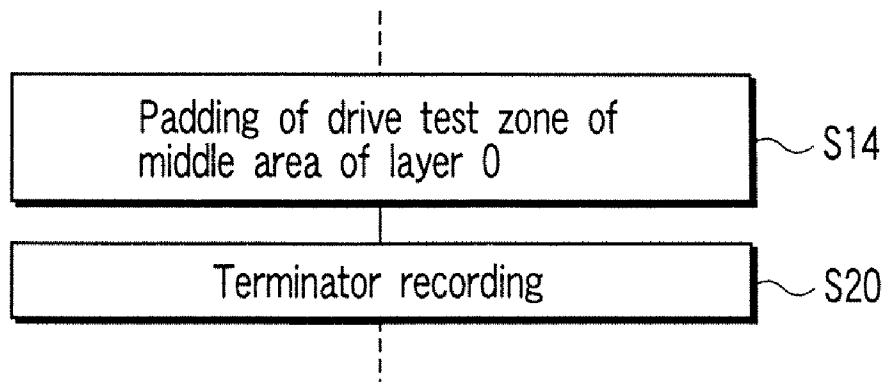 Padding of drive test zone of
middle area of layer 0
S14
Terminator recording
S20